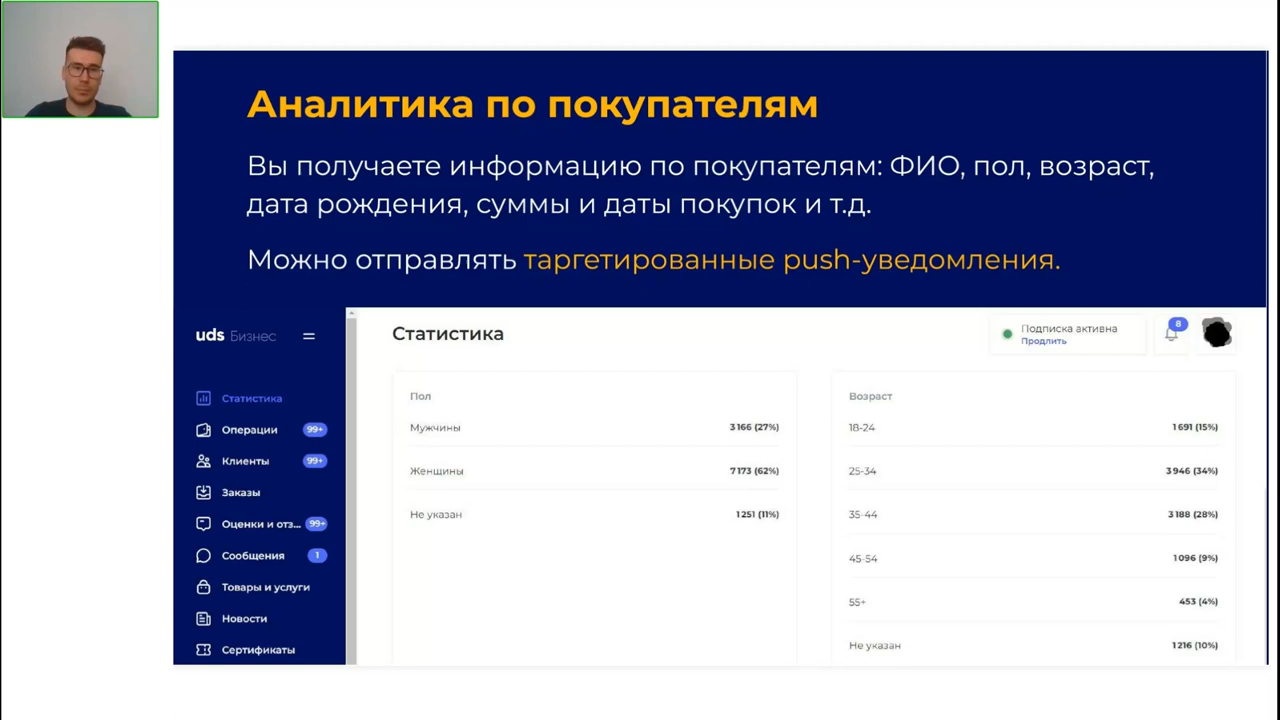 Аналитика по покупателям
Вы получаете информацию по покупателям: ФИО, пол, возраст,
дата рождения, суммы и даты покупок и т.д.
Можно отправлять таргетированные push-уведомления.
uds Бизнес
Статистика
Операции 99+
Клиенты 99+
Заказы
Оценки и отз... 99+
Сообщения 1
Товары и услуги
Новости
Сертификаты
Статистика
Подписка активна
Продлить
8
Пол
Мужчины 3 166 (27%)
Женщины 7 173 (62%)
Не указан 1 251 (11%)
Возраст
18-24 1 691 (15%)
25-34 3 946 (34%)
35-44 3 188 (28%)
45-54 1 096 (9%)
55+ 453 (4%)
Не указан 1 216 (10%)